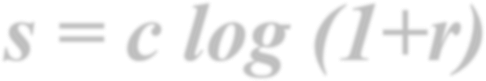 s = c log (1+r)